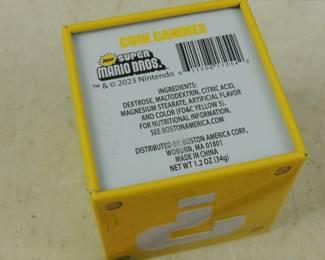 COIN CANDIES
New
SUPER
MARIO BROS.
™ & © 2023 Nintendo
INGREDIENTS:
DEXTROSE, MALTODEXTRIN, CITRIC ACID,
MAGNESIUM STEARATE, ARTIFICIAL FLAVOR
AND COLOR (FD&C YELLOW 5).
FOR NUTRITIONAL INFORMATION,
SEE BOSTONAMERICA.COM
DISTRIBUTED BY: BOSTON AMERICA CORP.,
WOBURN, MA 01801
MADE IN CHINA
NET WT 1.2 OZ (34g)